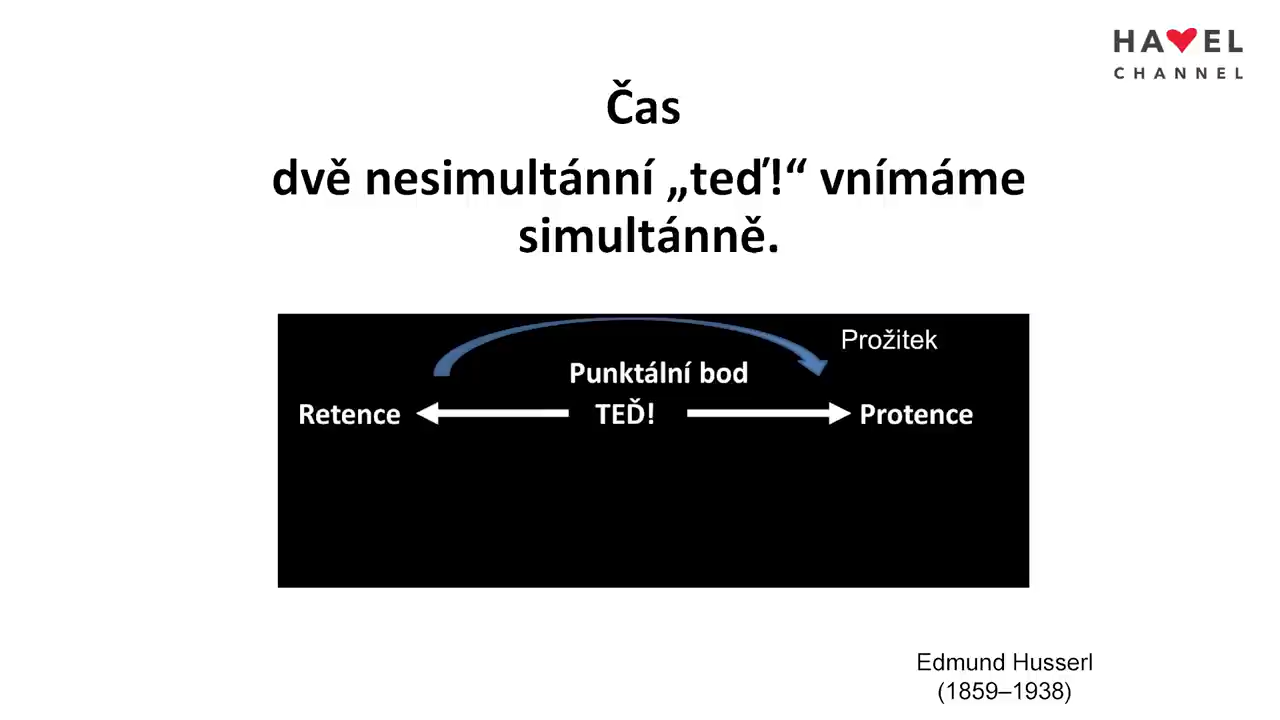 HAVEL
CHANNEL
Čas
dvě nesimultánní „teď!“ vnímáme
simultánně.
Prožitek
Punktální bod
Retence TEĎ! Protence
Edmund Husserl
(1859–1938)